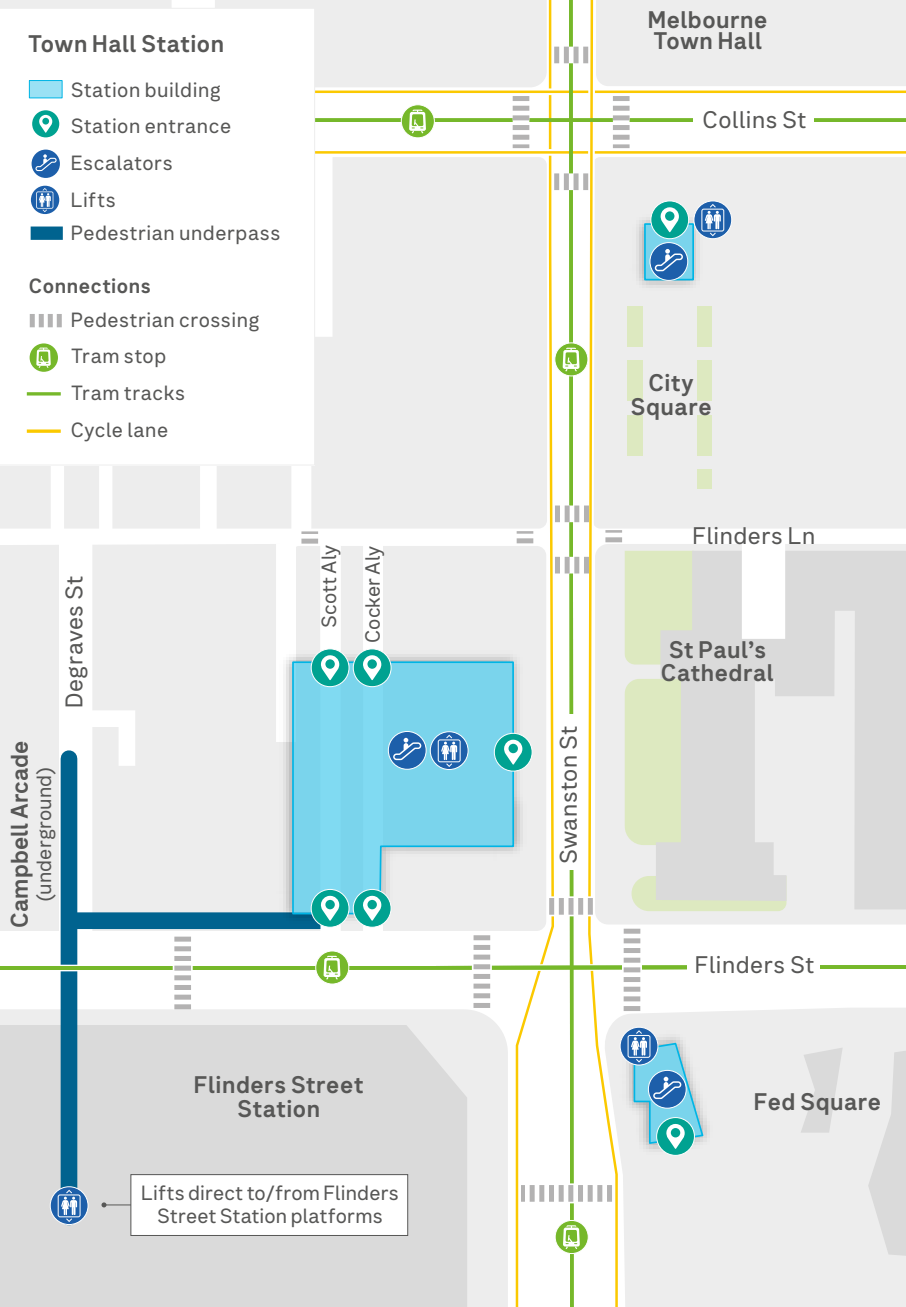 Town Hall Station
Station building
Station entrance
Escalators
Lifts
Pedestrian underpass
Connections
Pedestrian crossing
Tram stop
Tram tracks
Cycle lane
Melbourne
Town Hall
Collins St
City
Square
Flinders Ln
Scott Aly
Cocker Aly
Degraves St
St Paul's
Cathedral
Swanston St
Campbell Arcade
(underground)
Flinders St
Flinders Street
Station
Fed Square
Lifts direct to/from Flinders
Street Station platforms